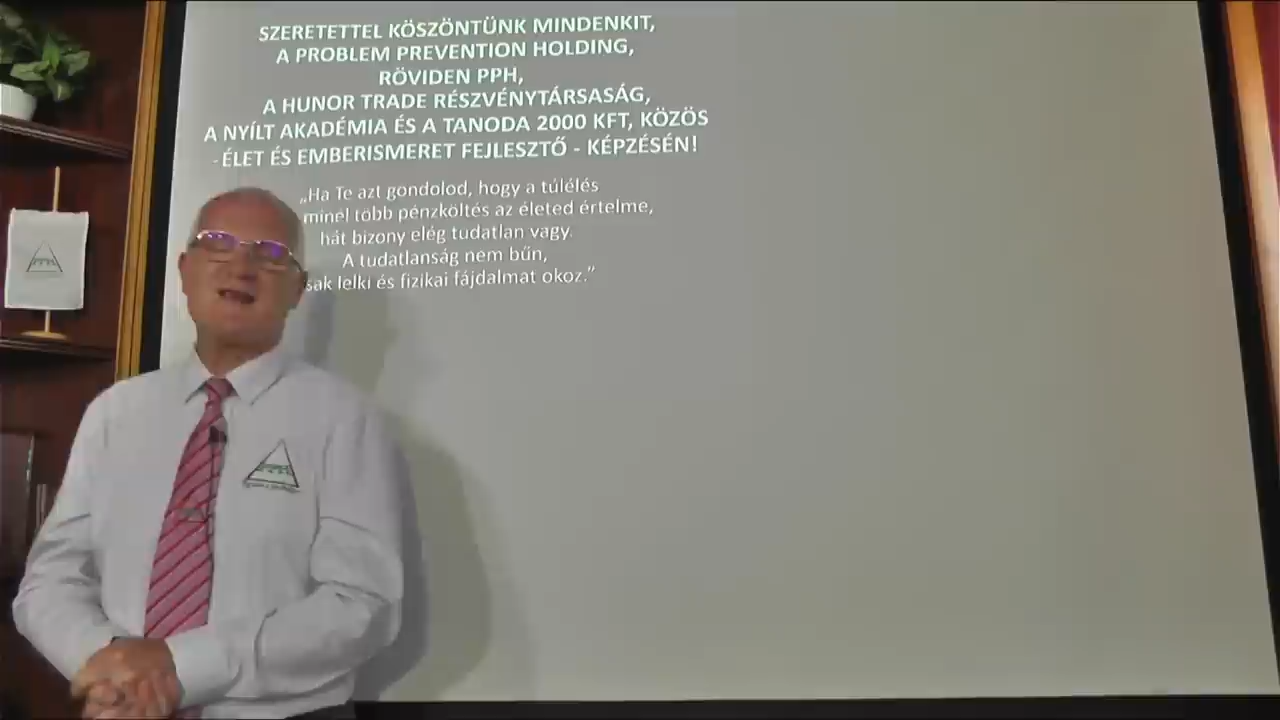 SZERETETTEL KÖSZÖNTÜNK MINDENKIT,
A PROBLEM PREVENTION HOLDING,
RÖVIDEN PPH,
A HUNOR TRADE RÉSZVÉNYTÁRSASÁG,
A NYÍLT AKADÉMIA ÉS A TANODA 2000 KFT, KÖZÖS
- ÉLET ÉS EMBERISMERET FEJLESZTŐ - KÉPZÉSÉN!
„Ha Te azt gondolod, hogy a túlélés
minél több pénzköltés az életed értelme,
hát bizony elég tudatlan vagy.
A tudatlanság nem bűn,
sak lelki és fizikai fájdalmat okoz.”